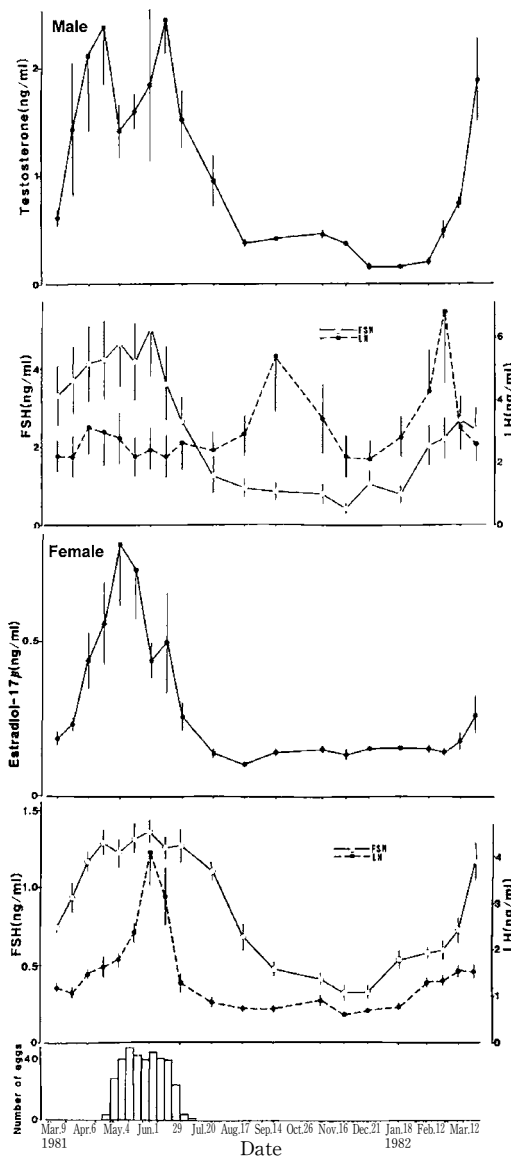 Male
Testosterone(ng/ml)
2
1
0
FSH(ng/ml)
4
2
0
FSH
LH
6
4
2
0
LH(ng/ml)
Female
Estradiol-17β(ng/ml)
0.5
0
FSH(ng/ml)
1.5
1.0
0.5
0
FSH
LH
4
3
2
1
0
LH(ng/ml)
Number of eggs
40
0
Mar.9 Apr.6 May.4 Jun.1 29 Jul.20 Aug.17 Sep.14 Oct.26 Nov.16 Dec.21 Jan.18 Feb.12 Mar.12
1981 1982
Date